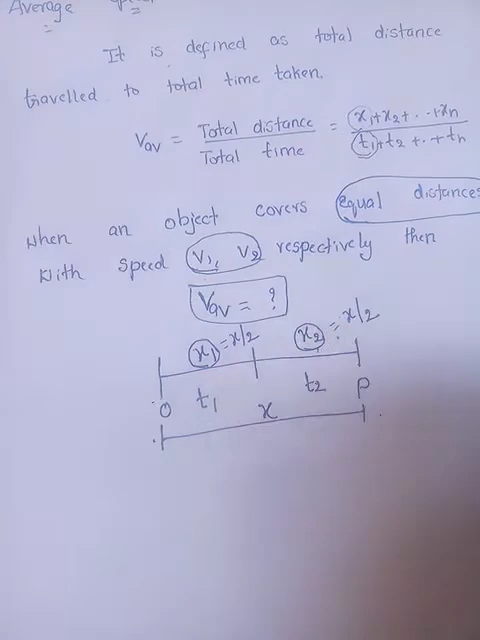 Average
It is defined as total distance
travelled to total time taken.
Vav = Total distance / Total time = x1+x2+..+xn / t1+t2+..+tn
When an object covers equal distances
With speed V1, V2 respectively then
Vav = ?
x1 = x/2 x2 = x/2
O t1 t2 P
x